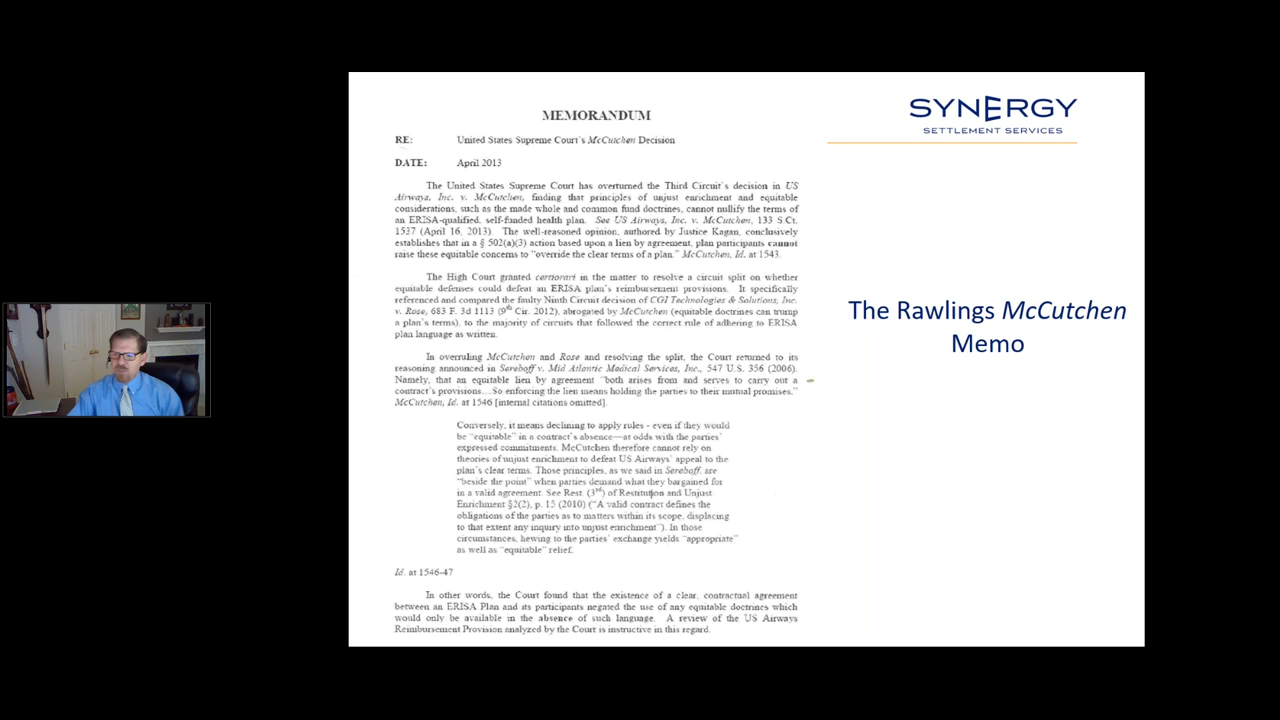 MEMORANDUM
RE: United States Supreme Court's McCutchen Decision
DATE: April 2013
The United States Supreme Court has overturned the Third Circuit's decision in US
Airways, Inc. v. McCutchen, finding that principles of unjust enrichment and equitable
considerations, such as the made whole and common fund doctrines, cannot nullify the terms of
an ERISA-qualified, self-funded health plan. See US Airways, Inc. v. McCutchen, 133 S.Ct.
1537 (April 16, 2013). The well-reasoned opinion, authored by Justice Kagan, conclusively
establishes that in a § 502(a)(3) action based upon a lien by agreement, plan participants cannot
raise these equitable concerns to "override the clear terms of a plan." McCutchen, Id. at 1543.
The High Court granted certiorari in the matter to resolve a circuit split on whether
equitable defenses could defeat an ERISA plan's reimbursement provisions. It specifically
referenced and compared the faulty Ninth Circuit decision of CGI Technologies & Solutions, Inc.
v. Rose, 683 F. 3d 1113 (9th Cir. 2012), abrogated by McCutchen (equitable doctrines can trump
a plan's terms), to the majority of circuits that followed the correct rule of adhering to ERISA
plan language as written.
In overruling McCutchen and Rose and resolving the split, the Court returned to its
reasoning announced in Sereboff v. Mid Atlantic Medical Services, Inc., 547 U.S. 356 (2006).
Namely, that an equitable lien by agreement "both arises from and serves to carry out a
contract's provisions…So enforcing the lien means holding the parties to their mutual promises."
McCutchen, Id. at 1546 [internal citations omitted].
Conversely, it means declining to apply rules - even if they would
be "equitable" in a contract's absence—at odds with the parties'
expressed commitments. McCutchen therefore cannot rely on
theories of unjust enrichment to defeat US Airways' appeal to the
plan's clear terms. Those principles, as we said in Sereboff, are
"beside the point" when parties demand what they bargained for
in a valid agreement. See Rest. (3rd) of Restitution and Unjust
Enrichment §2(2), p. 15 (2010) ("A valid contract defines the
obligations of the parties as to matters within its scope, displacing
to that extent any inquiry into unjust enrichment"). In those
circumstances, hewing to the parties' exchange yields "appropriate"
as well as "equitable" relief.
Id. at 1546-47
In other words, the Court found that the existence of a clear, contractual agreement
between an ERISA Plan and its participants negated the use of any equitable doctrines which
would only be available in the absence of such language. A review of the US Airways
Reimbursement Provision analyzed by the Court is instructive in this regard.
SYNERGY
SETTLEMENT SERVICES
The Rawlings McCutchen
Memo